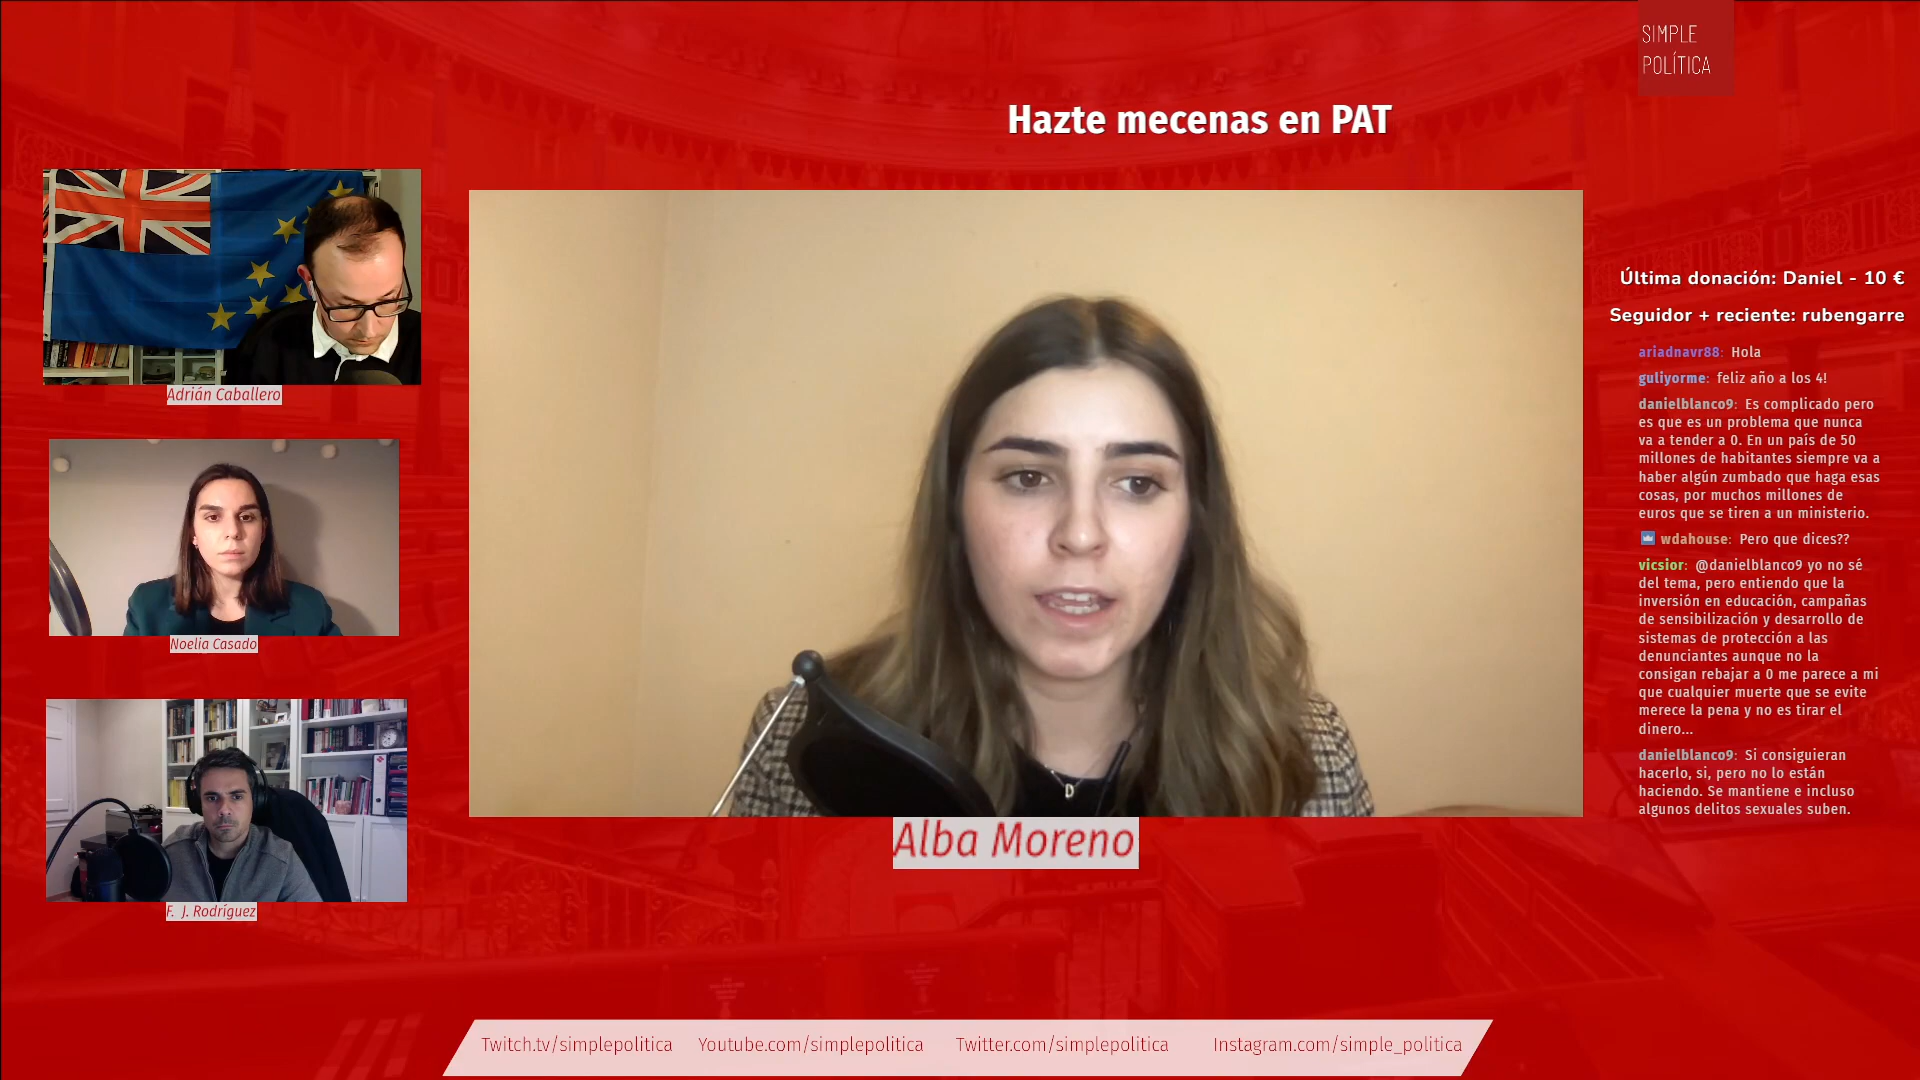 SIMPLE
POLÍTICA
Hazte mecenas en PAT
Adrián Caballero
Noelia Casado
F. J. Rodríguez
Alba Moreno
D
Última donación: Daniel - 10 €
Seguidor + reciente: rubengarre
ariadnavr88: Hola
guliyorme: feliz año a los 4!
danielblanco9: Es complicado pero
es que es un problema que nunca
va a tender a 0. En un país de 50
millones de habitantes siempre va a
haber algún zumbado que haga esas
cosas, por muchos millones de
euros que se tiren a un ministerio.
wdahouse: Pero que dices??
vicsior: @danielblanco9 yo no sé
del tema, pero entiendo que la
inversión en educación, campañas
de sensibilización y desarrollo de
sistemas de protección a las
denunciantes aunque no la
consigan rebajar a 0 me parece a mi
que cualquier muerte que se evite
merece la pena y no es tirar el
dinero...
danielblanco9: Si consiguieran
hacerlo, si, pero no lo están
haciendo. Se mantiene e incluso
algunos delitos sexuales suben.
Twitch.tv/simplepolitica Youtube.com/simplepolitica Twitter.com/simplepolitica Instagram.com/simple_politica